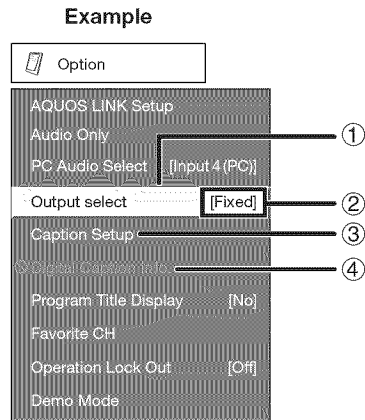 Example
Option
AQUOS LINK Setup
Audio Only ①
PC Audio Select [Input 4 (PC)]
Output select [Fixed] ②
Caption Setup ③
Digital Caption Info. ④
Program Title Display [No]
Favorite CH
Operation Lock Out [Off]
Demo Mode